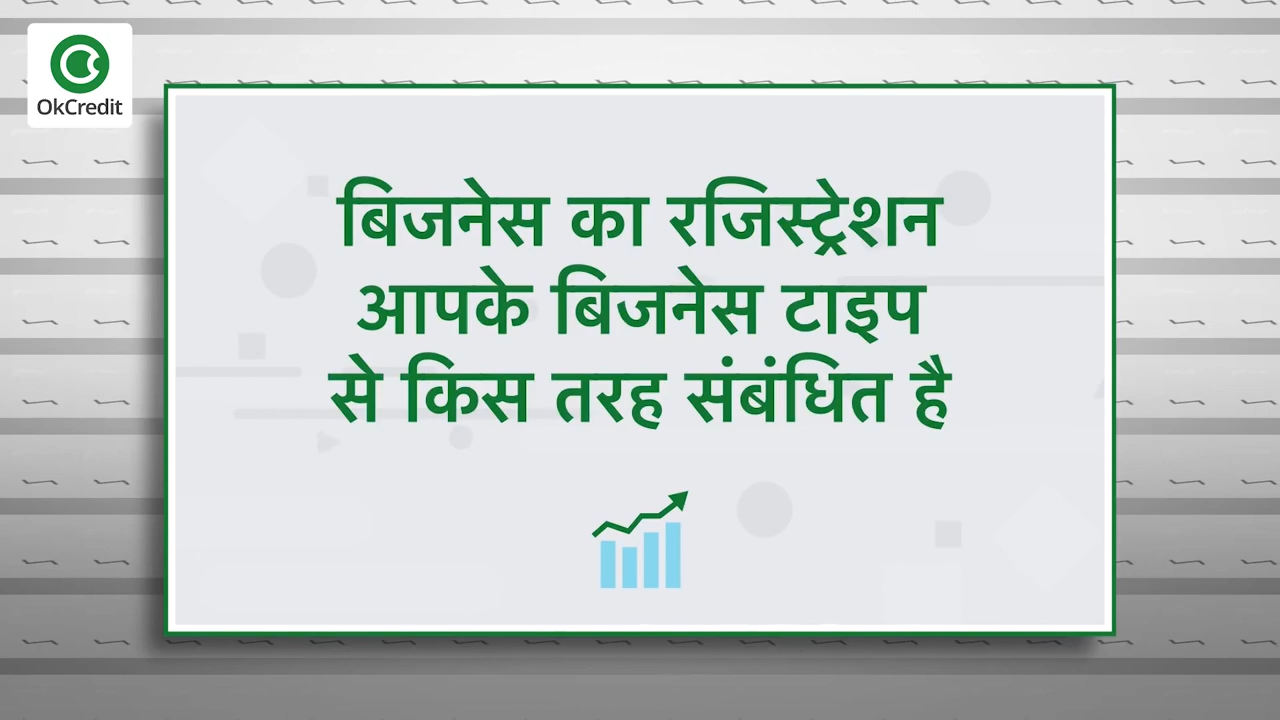 OkCredit
बिजनेस का रजिस्ट्रेशन
आपके बिजनेस टाइप
से किस तरह संबंधित है